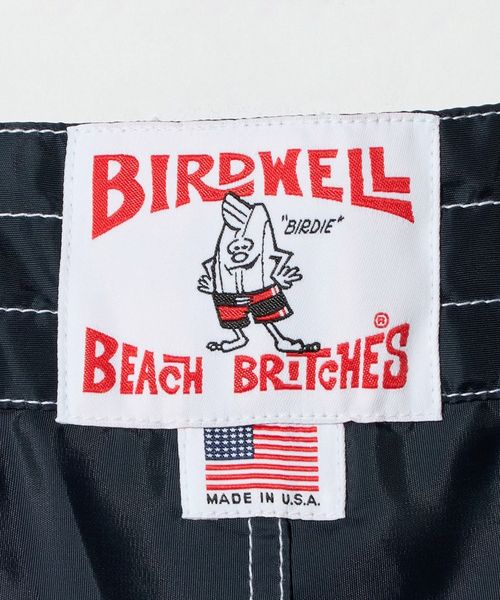 BIRDWELL
"BIRDIE"
BEACH BRITCHES®
MADE IN U.S.A.